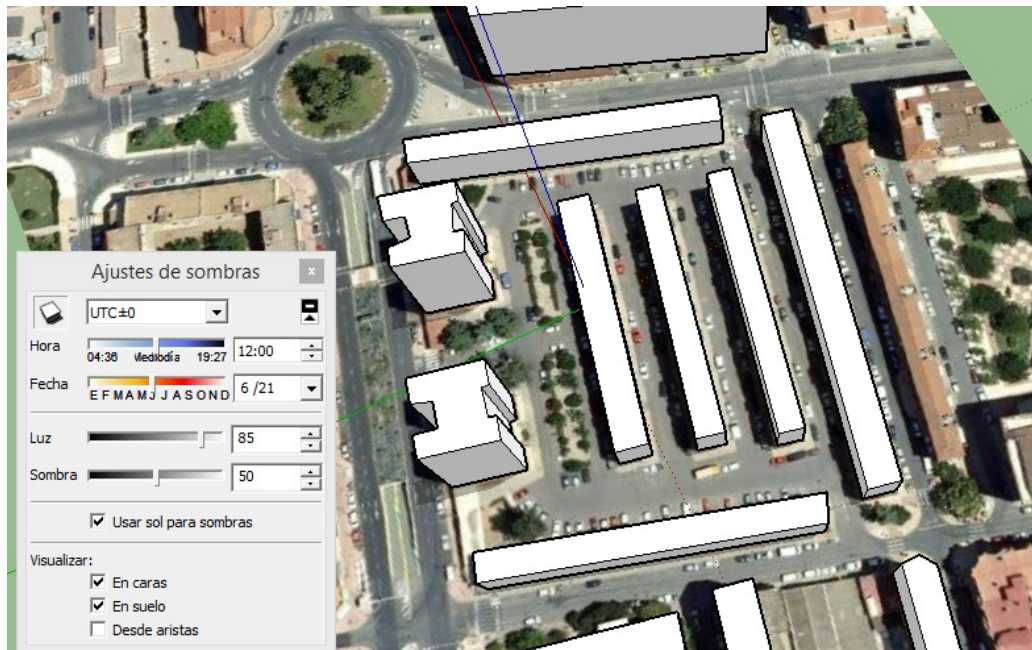 Ajustes de sombras
UTC±0
Hora
04:36 Mediodía 19:27
12:00
Fecha
E F M A M J J A S O N D
6 /21
Luz
85
Sombra
50
Usar sol para sombras
Visualizar:
En caras
En suelo
Desde aristas